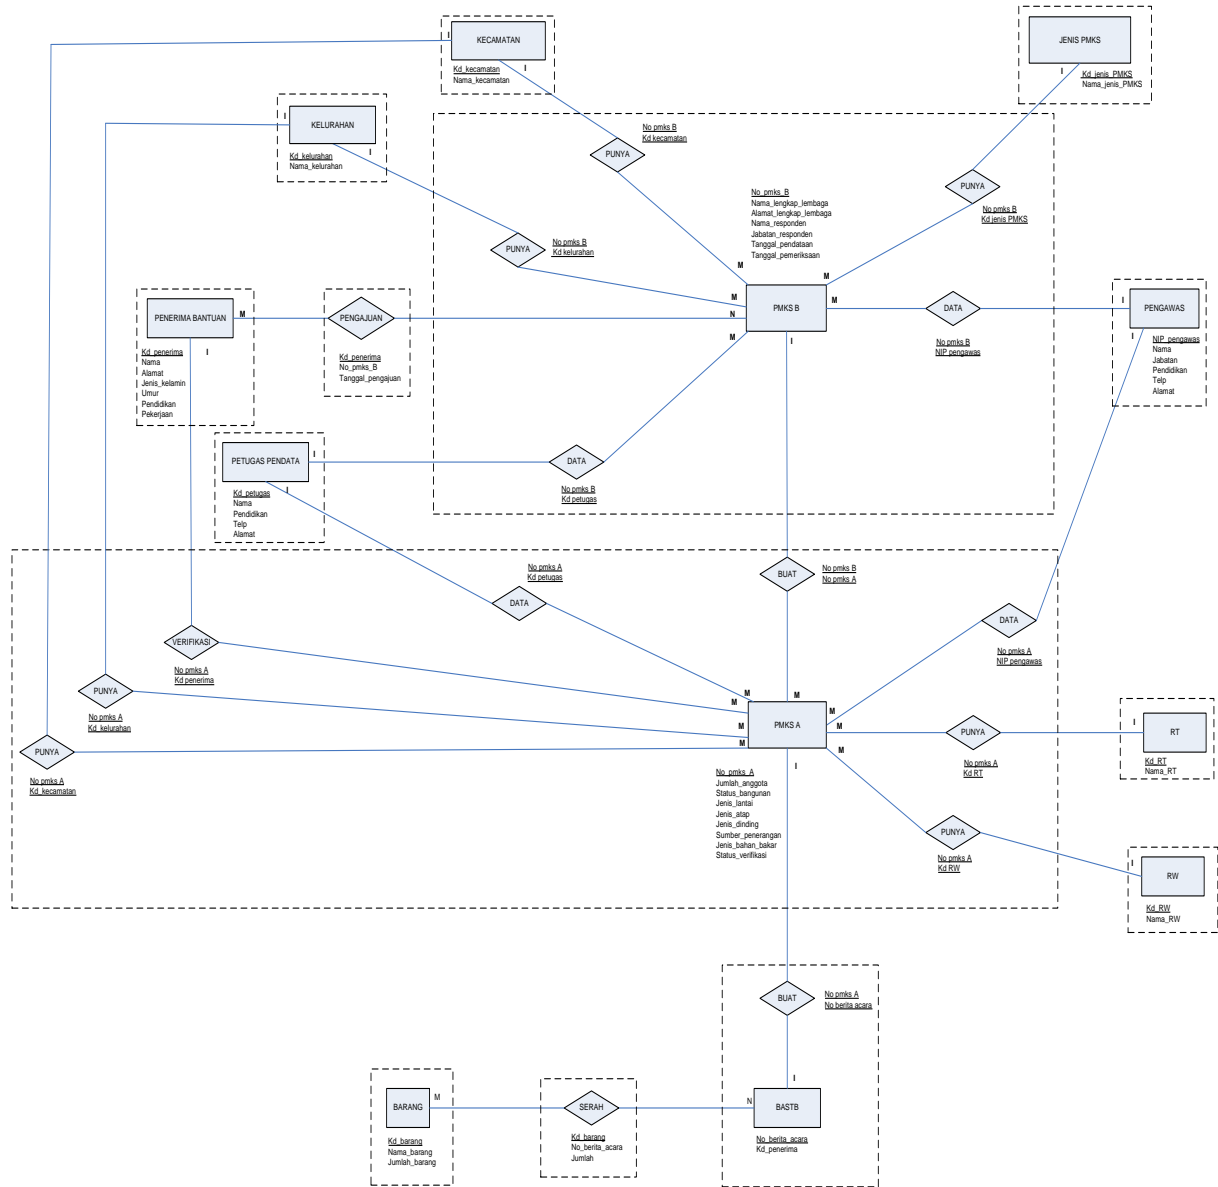 KECAMATAN
I
I
Kd_kecamatan
Nama_kecamatan
JENIS PMKS
I
Kd_jenis_PMKS
Nama_jenis_PMKS
KELURAHAN
I
I
Kd_kelurahan
Nama_kelurahan
No pmks B
Kd kecamatan
PUNYA
PUNYA
No pmks B
Kd jenis PMKS
No_pmks_B
Nama_lengkap_lembaga
Alamat_lengkap_lembaga
Nama_responden
Jabatan_responden
Tanggal_pendataan
Tanggal_pemeriksaan
PUNYA
No pmks B
Kd kelurahan
M
M
M
N
M
M
I
PMKS B
PENERIMA BANTUAN
M
I
Kd_penerima
Nama
Alamat
Jenis_kelamin
Umur
Pendidikan
Pekerjaan
PENGAJUAN
Kd_penerima
No_pmks_B
Tanggal_pengajuan
DATA
No pmks B
NIP pengawas
PENGAWAS
I
I
NIP_pengawas
Nama
Jabatan
Pendidikan
Telp
Alamat
PETUGAS PENDATA
I
I
Kd_petugas
Nama
Pendidikan
Telp
Alamat
DATA
No pmks B
Kd petugas
BUAT
No pmks B
No pmks A
No pmks A
Kd petugas
DATA
DATA
No pmks A
NIP pengawas
VERIFIKASI
No pmks A
Kd penerima
PUNYA
No pmks A
Kd_kelurahan
PUNYA
No pmks A
Kd_kecamatan
M
M
M
M
M
M
M
M
I
PMKS A
No_pmks_A
Jumlah_anggota
Status_bangunan
Jenis_lantai
Jenis_atap
Jenis_dinding
Sumber_penerangan
Jenis_bahan_bakar
Status_verifikasi
PUNYA
No pmks A
Kd RT
RT
I
Kd_RT
Nama_RT
PUNYA
No pmks A
Kd RW
RW
I
Kd_RW
Nama_RW
BUAT
No pmks A
No berita acara
I
BARANG
M
Kd_barang
Nama_barang
Jumlah_barang
SERAH
Kd_barang
No_berita_acara
Jumlah
N
BASTB
No_berita_acara
Kd_penerima